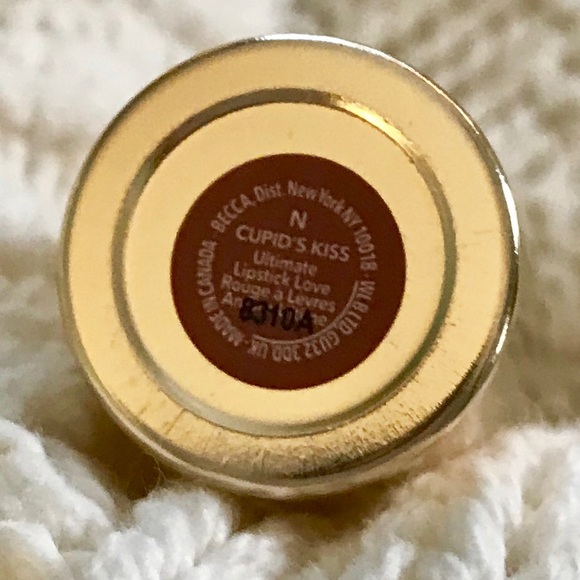 BECCA. Dist. New York NY 10018 · WLB LTD GU32 3DD UK · MADE IN CANADA
N
CUPID'S KISS
Ultimate
Lipstick Love
Rouge à Levres
8310A